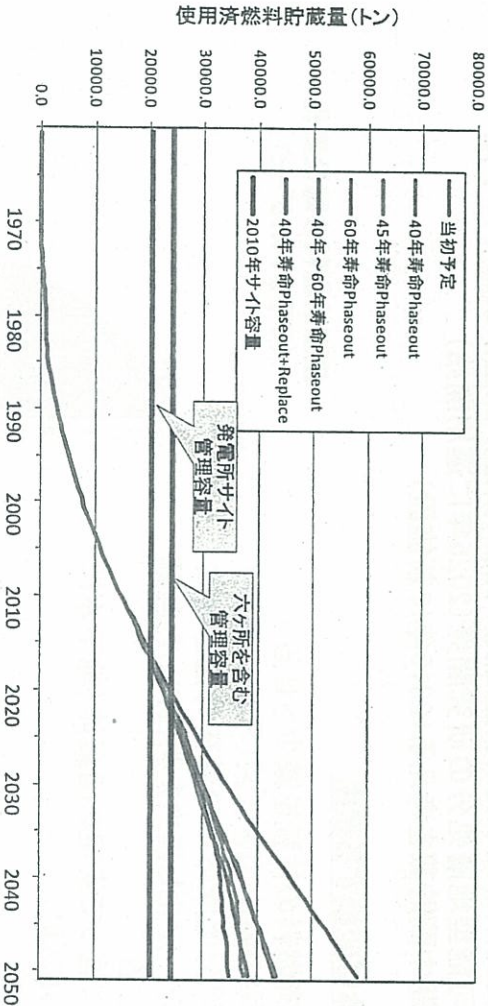 使用済燃料貯蔵量(トン)
80000.0
70000.0
60000.0
50000.0
40000.0
30000.0
20000.0
10000.0
0.0
当初予定
40年寿命Phaseout
45年寿命Phaseout
60年寿命Phaseout
40年～60年寿命Phaseout
40年寿命Phaseout+Replace
2010年サイト容量
発電所サイト
管理容量
六ケ所を含む
管理容量
1970
1980
1990
2000
2010
2020
2030
2040
2050